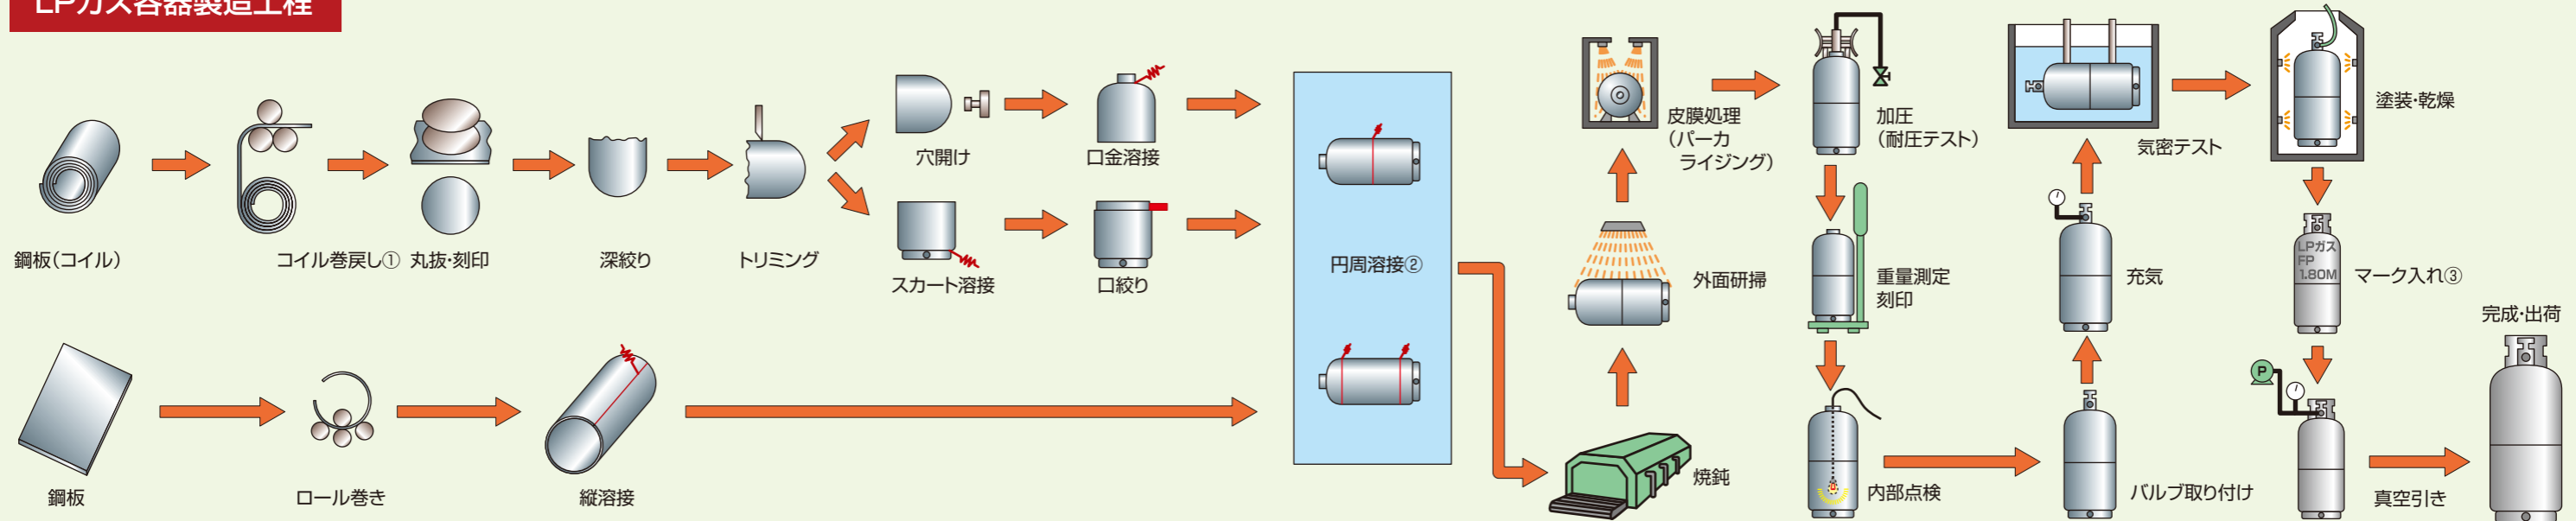 LPガス容器製造工程
鋼板(コイル)
コイル巻戻し①
丸抜・刻印
深絞り
トリミング
穴開け
口金溶接
スカート溶接
口絞り
鋼板
ロール巻き
縦溶接
円周溶接②
焼鈍
外面研掃
皮膜処理
(パーカ
ライジング)
加圧
(耐圧テスト)
重量測定
刻印
内部点検
バルブ取り付け
充気
気密テスト
塗装・乾燥
LPガス
FP
1.80M
マーク入れ③
P
真空引き
完成・出荷